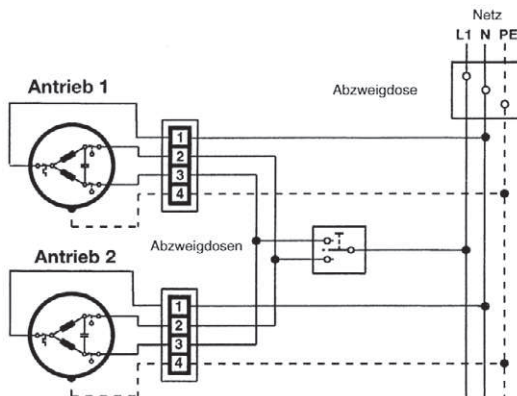 Netz
L1 N PE
Abzweigdose
Antrieb 1
1
2
3
4
Abzweigdosen
Antrieb 2
1
2
3
4